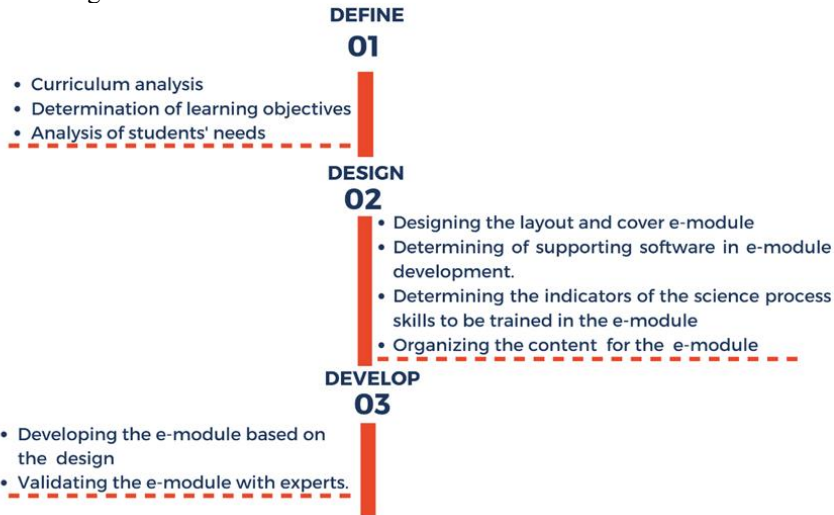 DEFINE
01
• Curriculum analysis
• Determination of learning objectives
• Analysis of students' needs
DESIGN
02
• Designing the layout and cover e-module
• Determining of supporting software in e-module
development.
• Determining the indicators of the science process
skills to be trained in the e-module
• Organizing the content for the e-module
DEVELOP
03
• Developing the e-module based on
the design
• Validating the e-module with experts.